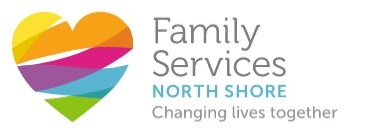 Family
Services
NORTH SHORE
Changing lives together